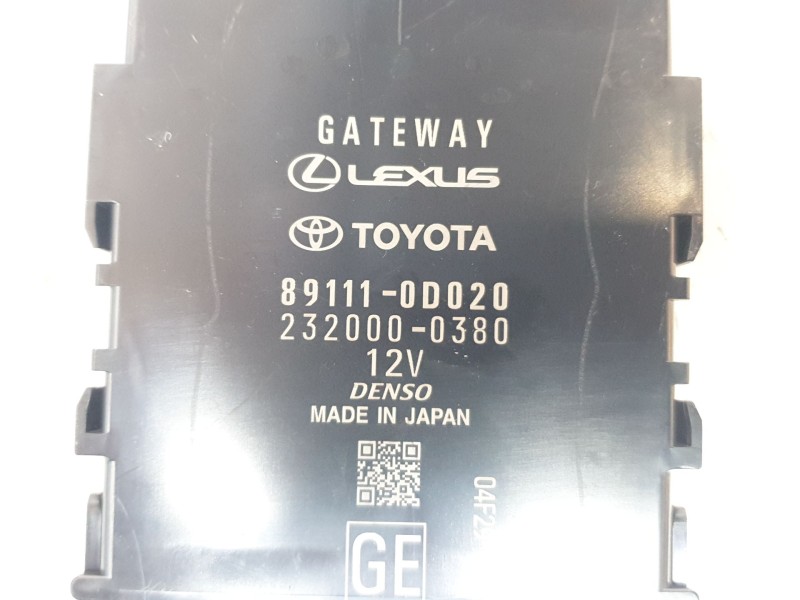 GATEWAY
LEXUS
TOYOTA
89111-0D020
232000-0380
12V
DENSO
MADE IN JAPAN
GE